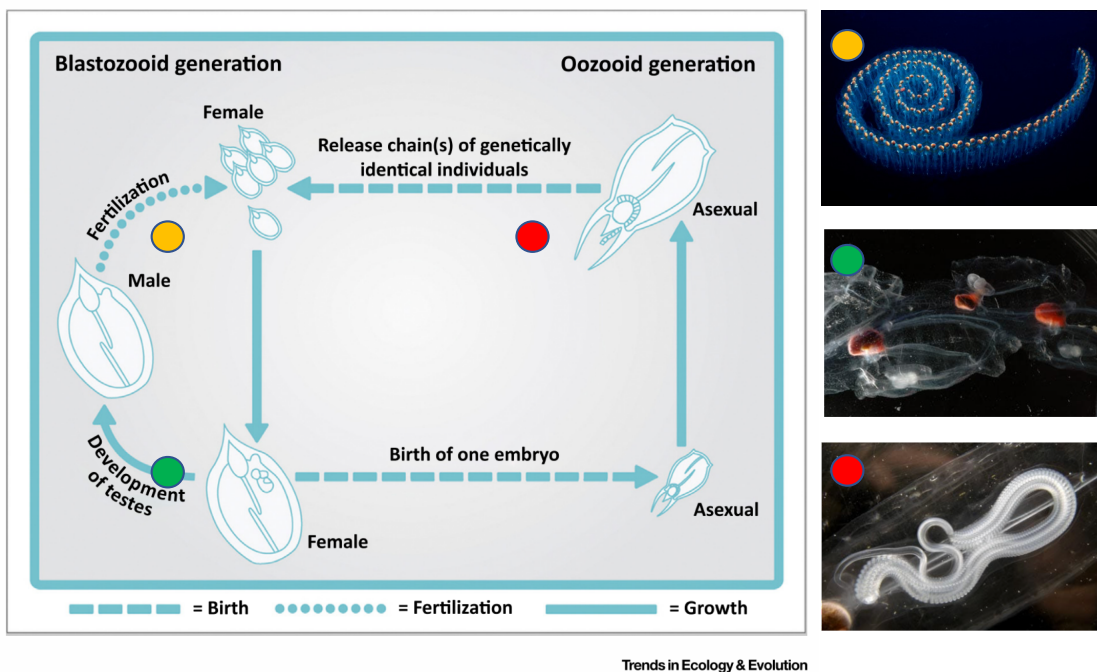 Blastozooid generation
Oozooid generation
Female
Release chain(s) of genetically
identical individuals
Fertilization
Asexual
Male
Development
of testes
Birth of one embryo
Female
Asexual
= Birth
= Fertilization
= Growth
Trends in Ecology & Evolution